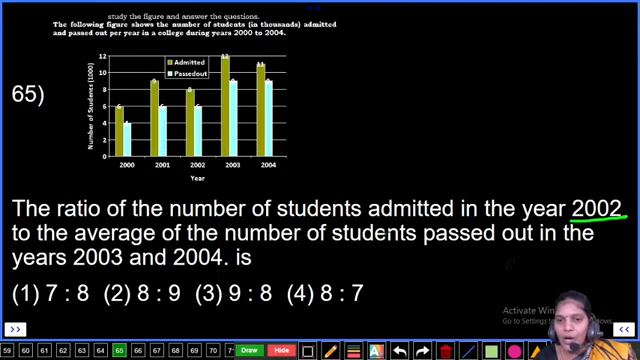 study the figure and answer the questions.
The following figure shows the number of students (in thousands) admitted
and passed out per year in a college during years 2000 to 2004.
65)
Number of Students (1000)
12
10
8
6
4
2
0
Admitted
Passedout
6 4 9 6 8 6 12 9 11 9
2000 2001 2002 2003 2004
Year
The ratio of the number of students admitted in the year 2002
to the average of the number of students passed out in the
years 2003 and 2004. is
(1) 7 : 8 (2) 8 : 9 (3) 9 : 8 (4) 8 : 7
Activate Win
Go to Settings to
>> 59 60 61 62 63 64 65 66 67 68 69 70 71 Draw Hide <<